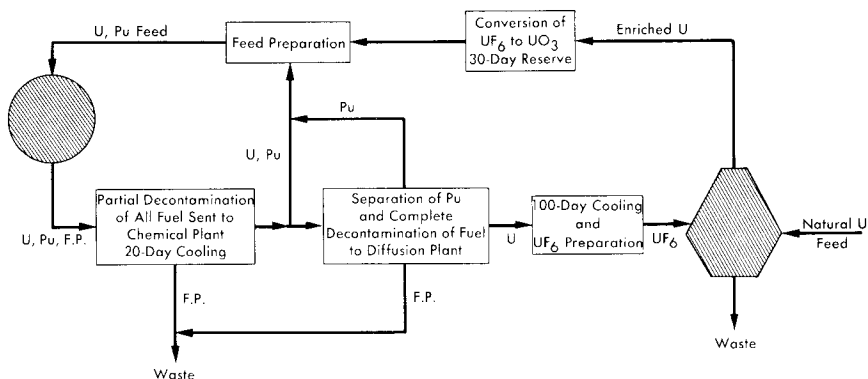 U, Pu Feed
Feed Preparation
Conversion of
UF6 to UO3
30-Day Reserve
Enriched U
Pu
U, Pu
Partial Decontamination
of All Fuel Sent to
Chemical Plant
20-Day Cooling
Separation of Pu
and Complete
Decontamination of Fuel
to Diffusion Plant
100-Day Cooling
and
UF6 Preparation
U, Pu, F.P.
U
UF6
Natural U
Feed
F.P.
F.P.
Waste
Waste